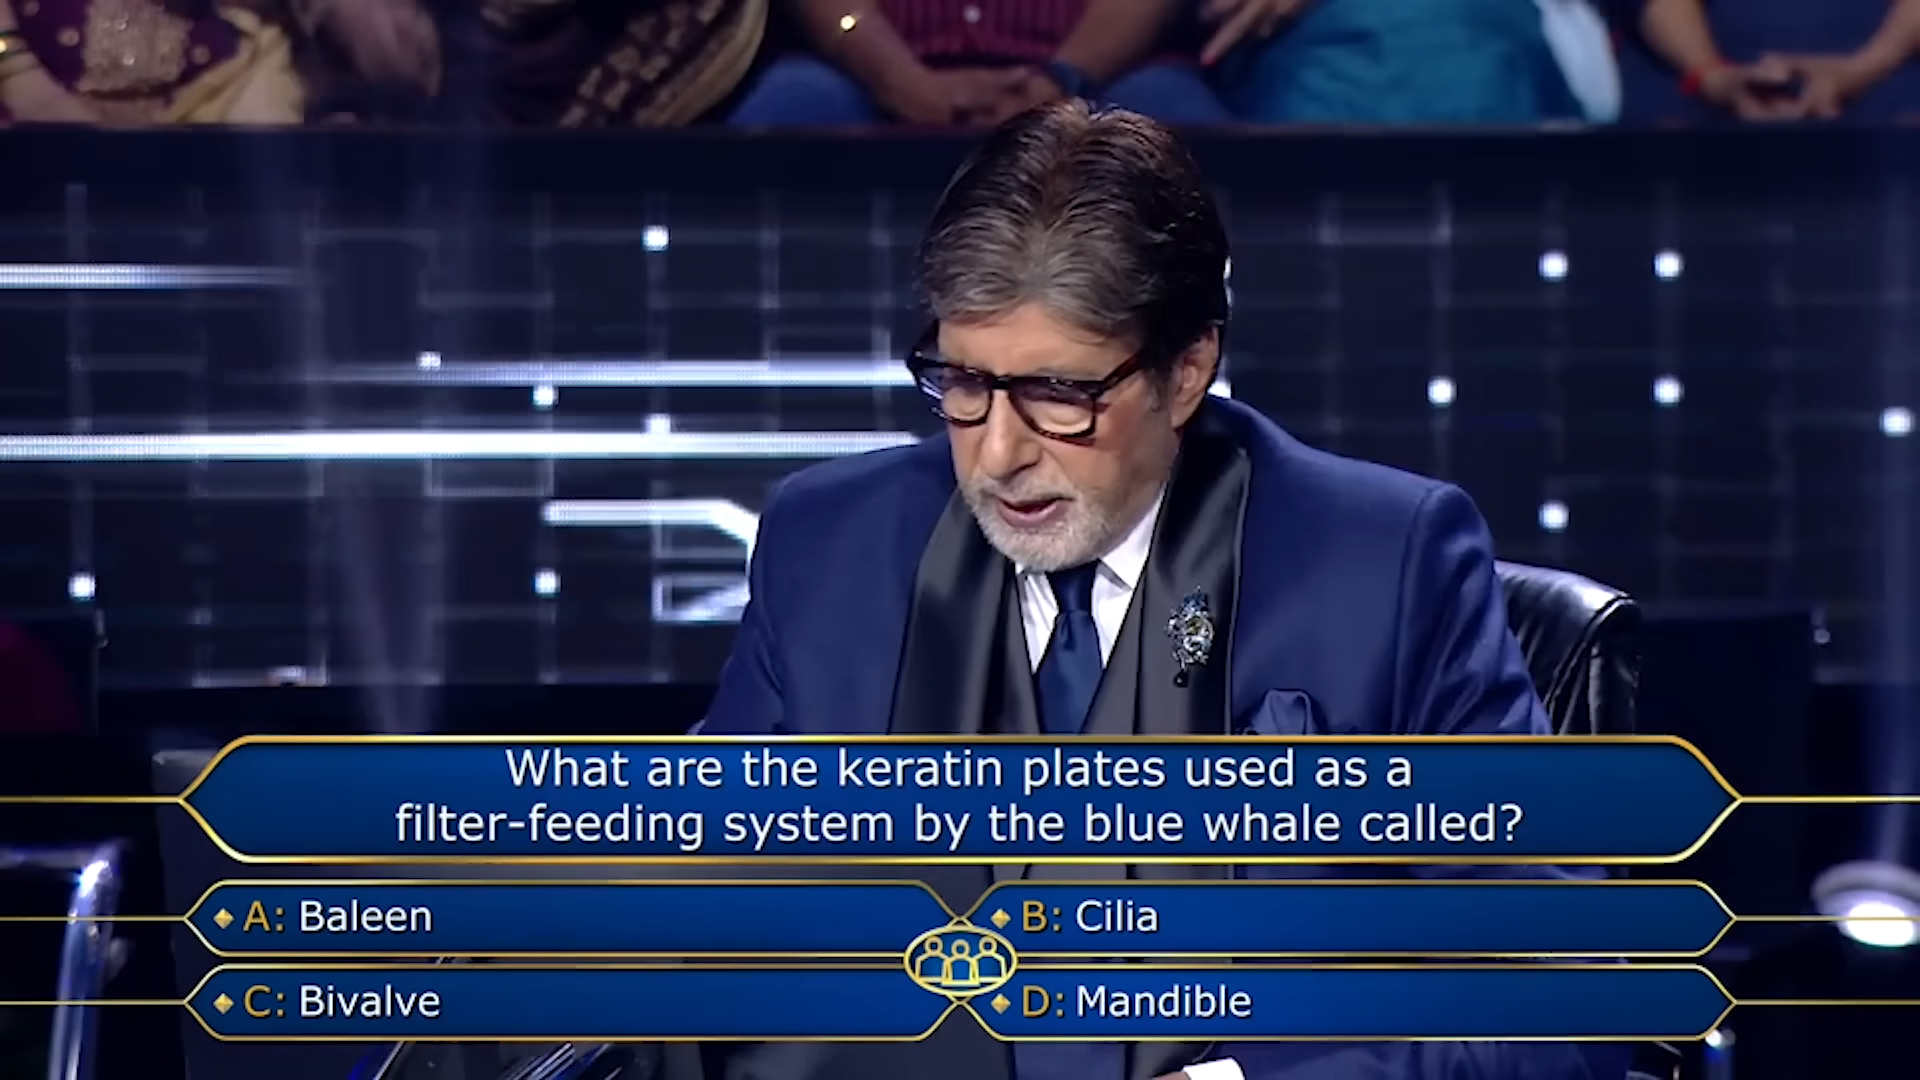 What are the keratin plates used as a
filter-feeding system by the blue whale called?
A: Baleen
B: Cilia
C: Bivalve
D: Mandible